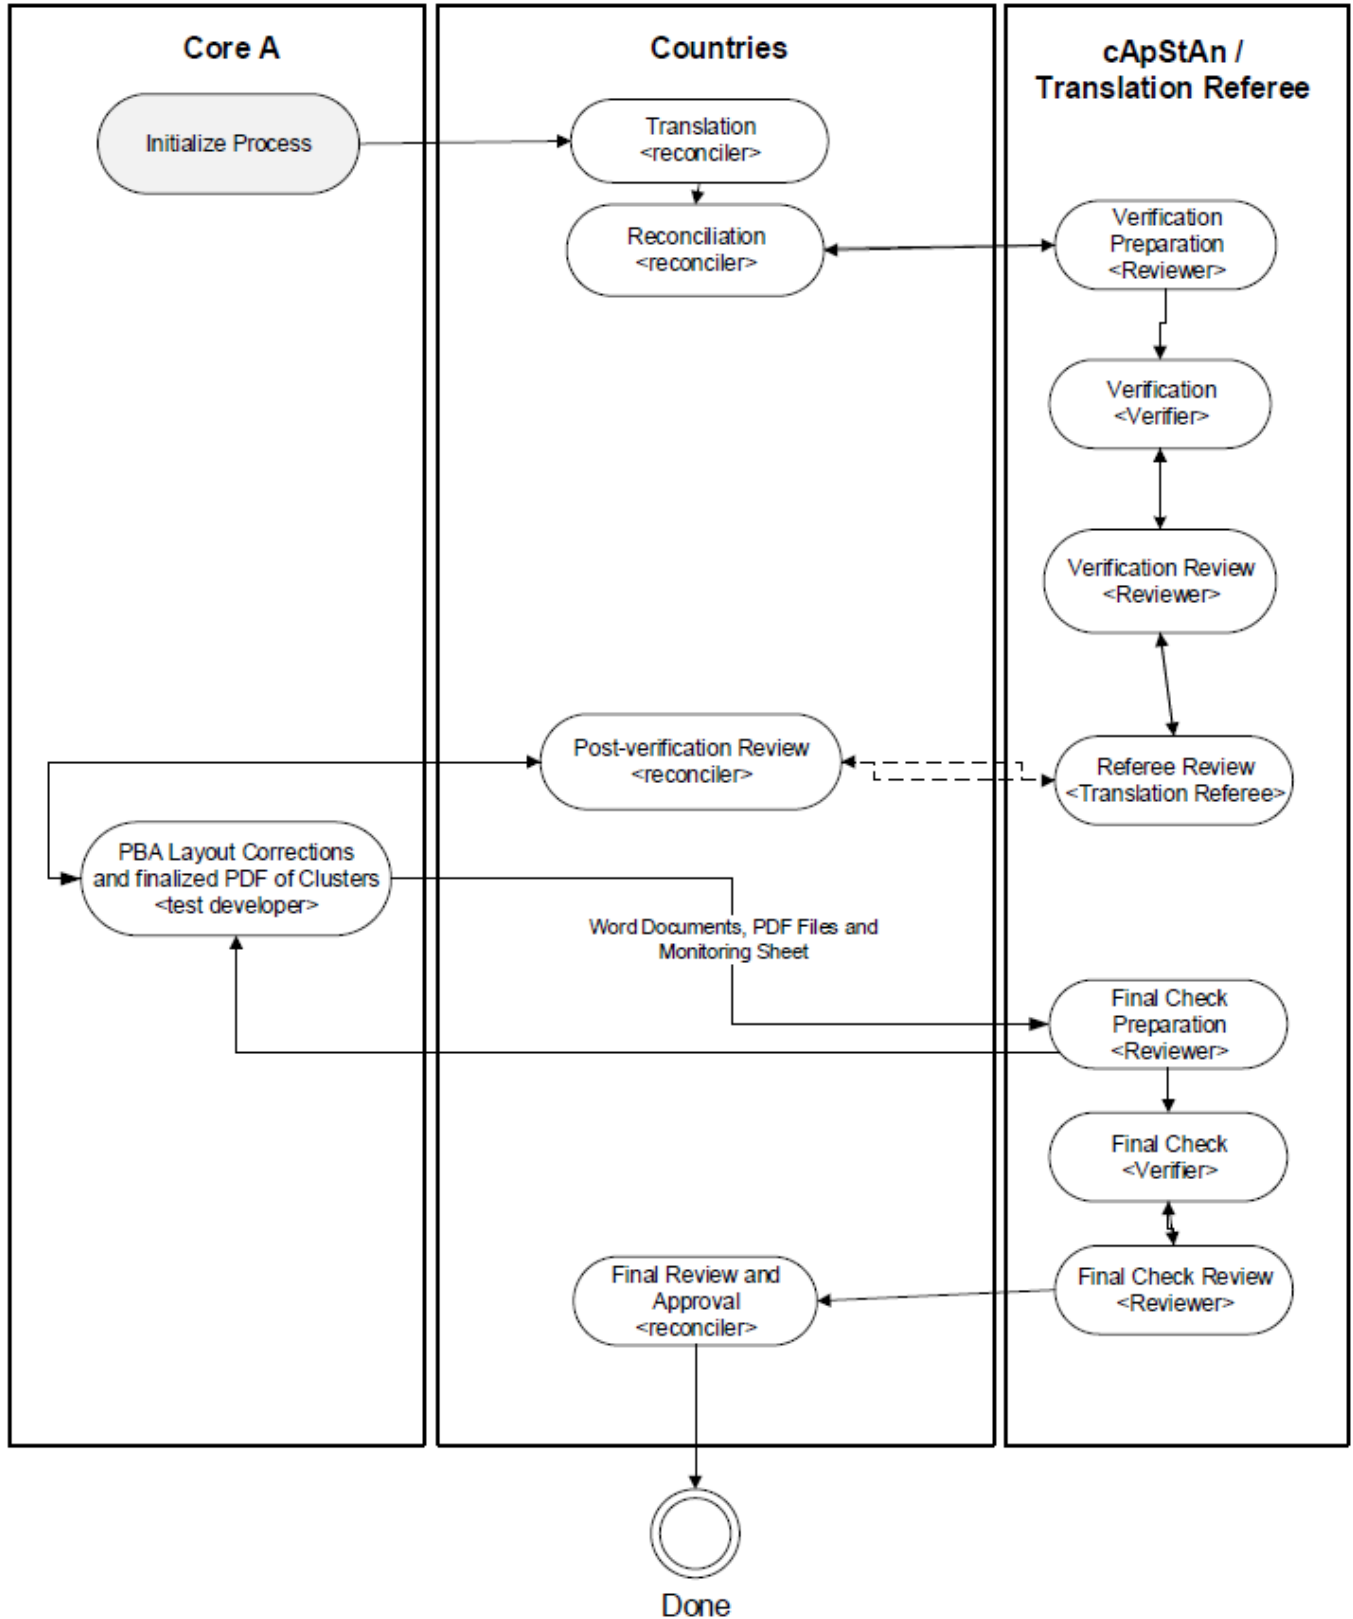 Core A
Countries
cApStAn /
Translation Referee
Initialize Process
Translation
<reconciler>
Reconciliation
<reconciler>
Verification
Preparation
<Reviewer>
Verification
<Verifier>
Verification Review
<Reviewer>
Post-verification Review
<reconciler>
Referee Review
<Translation Referee>
PBA Layout Corrections
and finalized PDF of Clusters
<test developer>
Word Documents, PDF Files and
Monitoring Sheet
Final Check
Preparation
<Reviewer>
Final Check
<Verifier>
Final Review and
Approval
<reconciler>
Final Check Review
<Reviewer>
Done